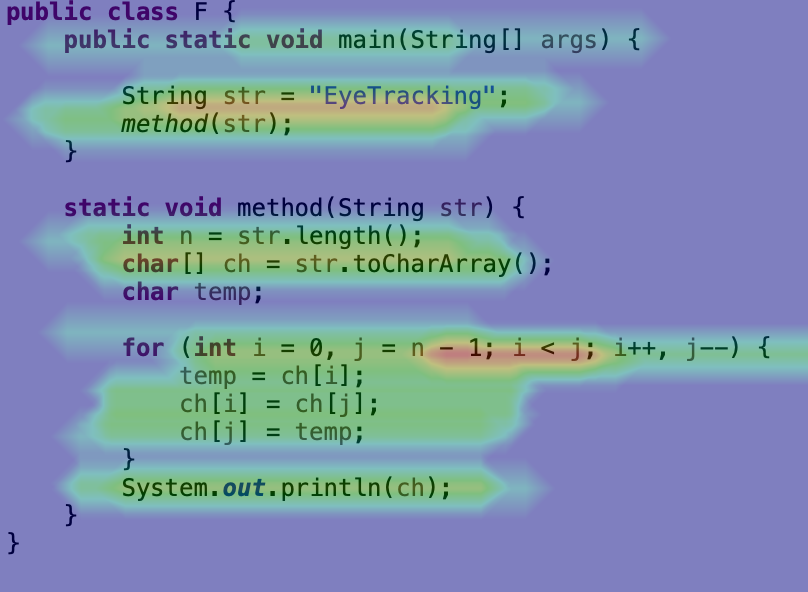 public class F {
    public static void main(String[] args) {

        String str = "EyeTracking";
        method(str);
    }

    static void method(String str) {
        int n = str.length();
        char[] ch = str.toCharArray();
        char temp;

        for (int i = 0, j = n - 1; i < j; i++, j--) {
            temp = ch[i];
            ch[i] = ch[j];
            ch[j] = temp;
        }
        System.out.println(ch);
    }
}